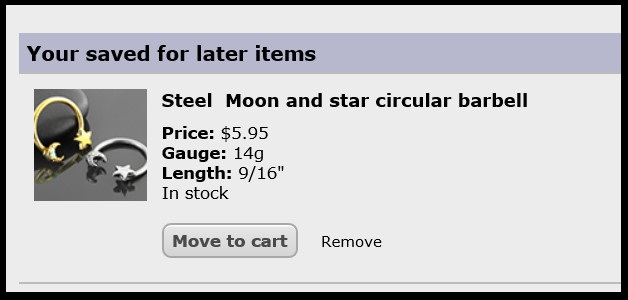 Your saved for later items
Steel  Moon and star circular barbell
Price: $5.95
Gauge: 14g
Length: 9/16"
In stock
Move to cart Remove